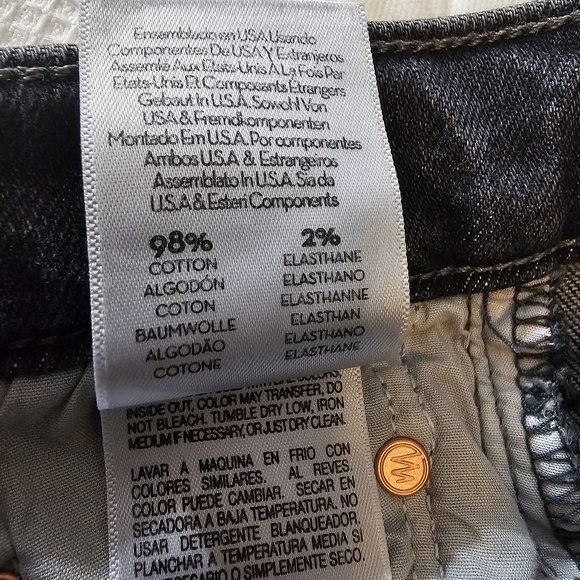 Ensamblado en USA Usando
Componentes De USA Y Extranjeros
Assemblé Aux Etats-Unis À La Fois Par
Etats-Unis Et Composants Étrangers
Gebaut In U.S.A. Sowohl Von
USA & Fremdkomponenten
Montado Em U.S.A. Por componentes
Ambos U.S.A & Estrangeiros
Assemblato In U.S.A. Sia da
U.S.A & Esteri Components
98% 2%
COTTON ELASTHANE
ALGODÓN ELASTHANO
COTON ELASTHANNE
BAUMWOLLE ELASTHAN
ALGODÃO ELASTHANO
COTONE ELASTHANE
INSIDE OUT, COLOR MAY TRANSFER, DO
NOT BLEACH. TUMBLE DRY LOW, IRON
MEDIUM IF NECESSARY, OR JUST DRY CLEAN.
LAVAR A MAQUINA EN FRIO CON
COLORES SIMILARES. AL REVES.
COLOR PUEDE CAMBIAR. SECAR EN
SECADORA A BAJA TEMPERATURA. NO
USAR DETERGENTE BLANQUEADOR.
PLANCHAR A TEMPERATURA MEDIA SI
ES NECESARIO O SIMPLEMENTE SECO.